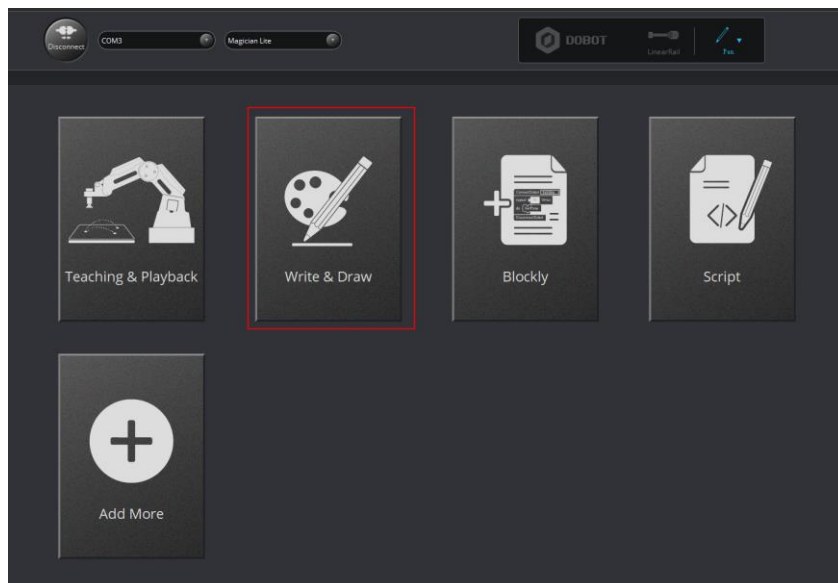 Disconnect
COM3
Magician Lite
DOBOT
LinearRail
Pen
Teaching & Playback
Write & Draw
Blockly
Script
Add More